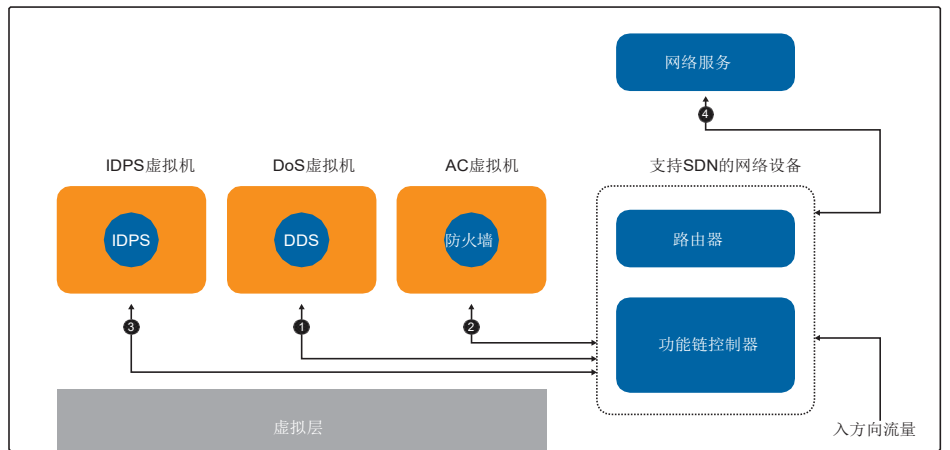 网络服务
4
IDPS虚拟机
DoS虚拟机
AC虚拟机
支持SDN的网络设备
IDPS
DDS
防火墙
路由器
3
1
2
功能链控制器
虚拟层
入方向流量